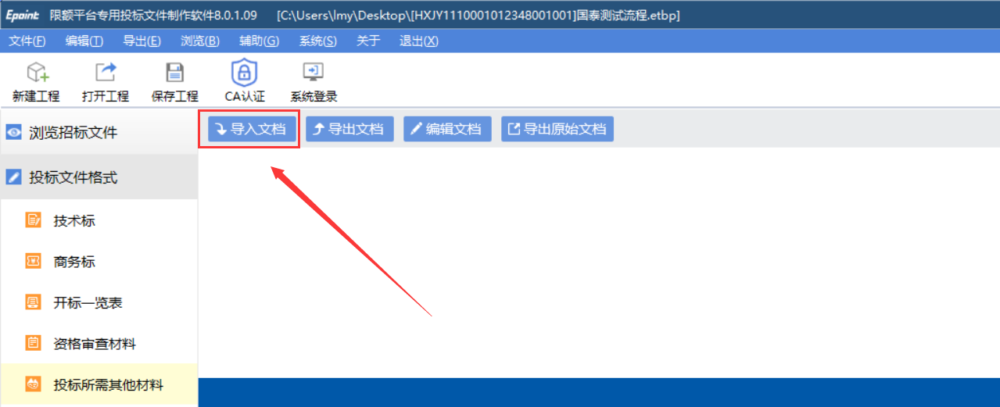 Epoint 限额平台专用投标文件制作软件8.0.1.09 [C:\Users\lmy\Desktop\[HXJY1110001012348001001]国泰测试流程.etbp]
文件(F) 编辑(T) 导出(E) 浏览(B) 辅助(G) 系统(S) 关于 退出(X)
新建工程 打开工程 保存工程 CA认证 系统登录
浏览招标文件 导入文档 导出文档 编辑文档 导出原始文档
投标文件格式
技术标
商务标
开标一览表
资格审查材料
投标所需其他材料